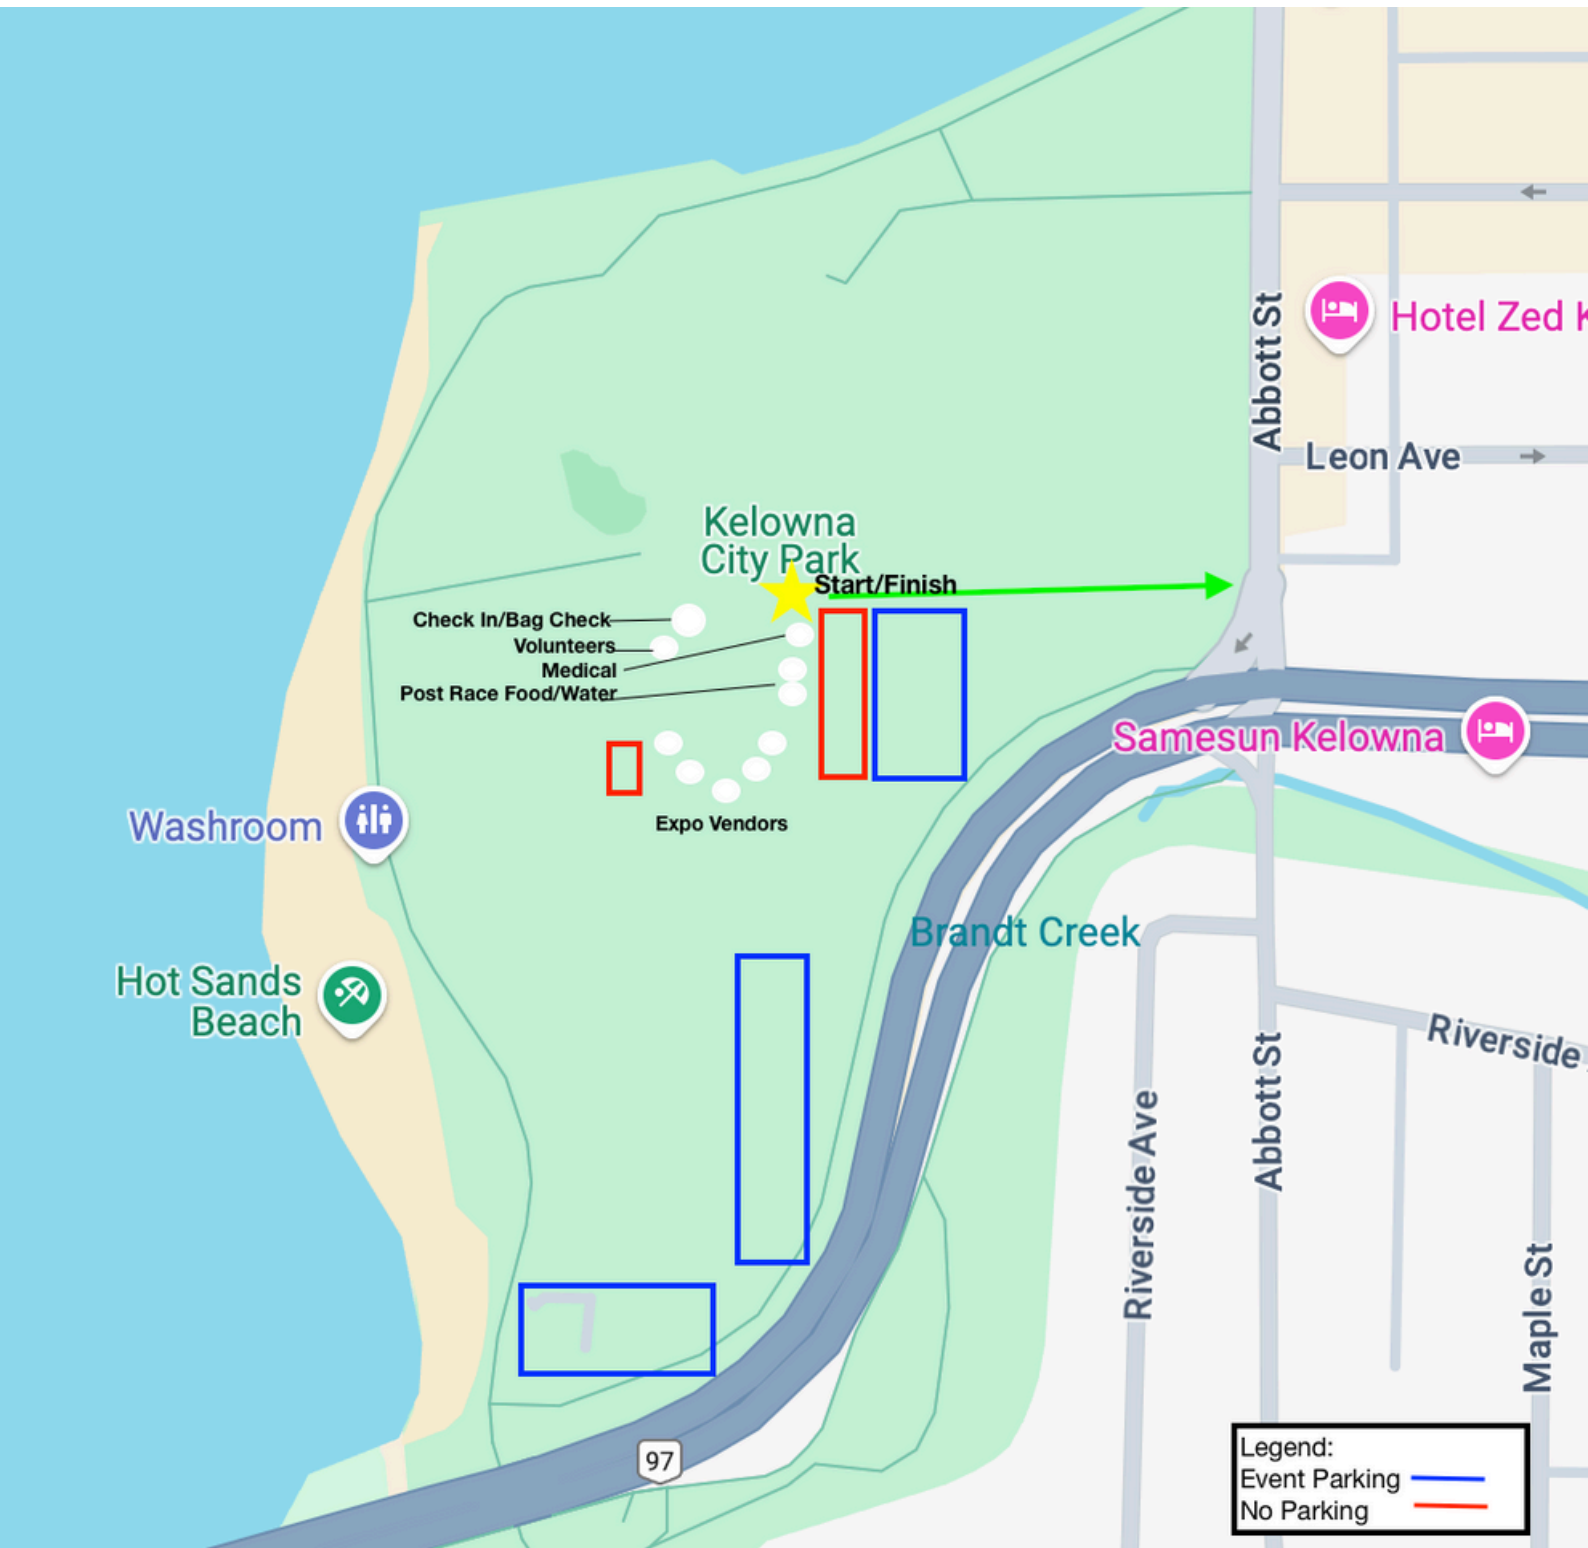 Abbott St
Hotel Zed K
Leon Ave
Kelowna
City Park
Start/Finish
Check In/Bag Check
Volunteers
Medical
Post Race Food/Water
Samesun Kelowna
Expo Vendors
Washroom
Brandt Creek
Hot Sands
Beach
Riverside
Abbott St
Riverside Ave
Maple St
97
Legend:
Event Parking
No Parking